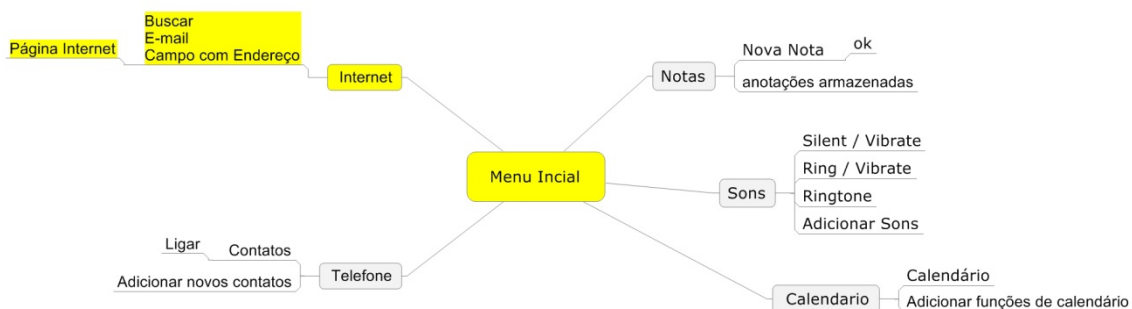 Buscar
E-mail
Página Internet
Campo com Endereço
Internet
Nova Nota
ok
Notas
anotações armazenadas
Menu Incial
Silent / Vibrate
Ring / Vibrate
Sons
Ringtone
Adicionar Sons
Ligar
Contatos
Telefone
Adicionar novos contatos
Calendario
Calendário
Adicionar funções de calendário